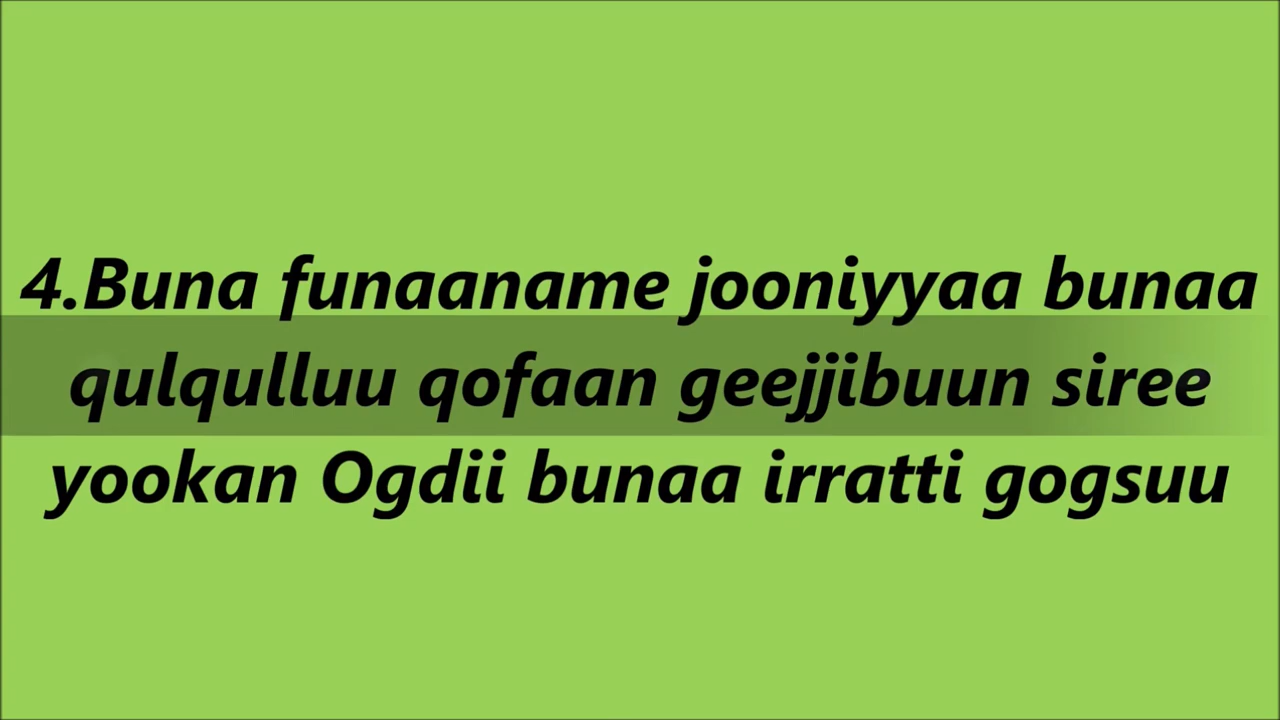 4.Buna funaaname jooniyyaa bunaa
qulqulluu qofaan geejjibuun siree
yookan Ogdii bunaa irratti gogsuu